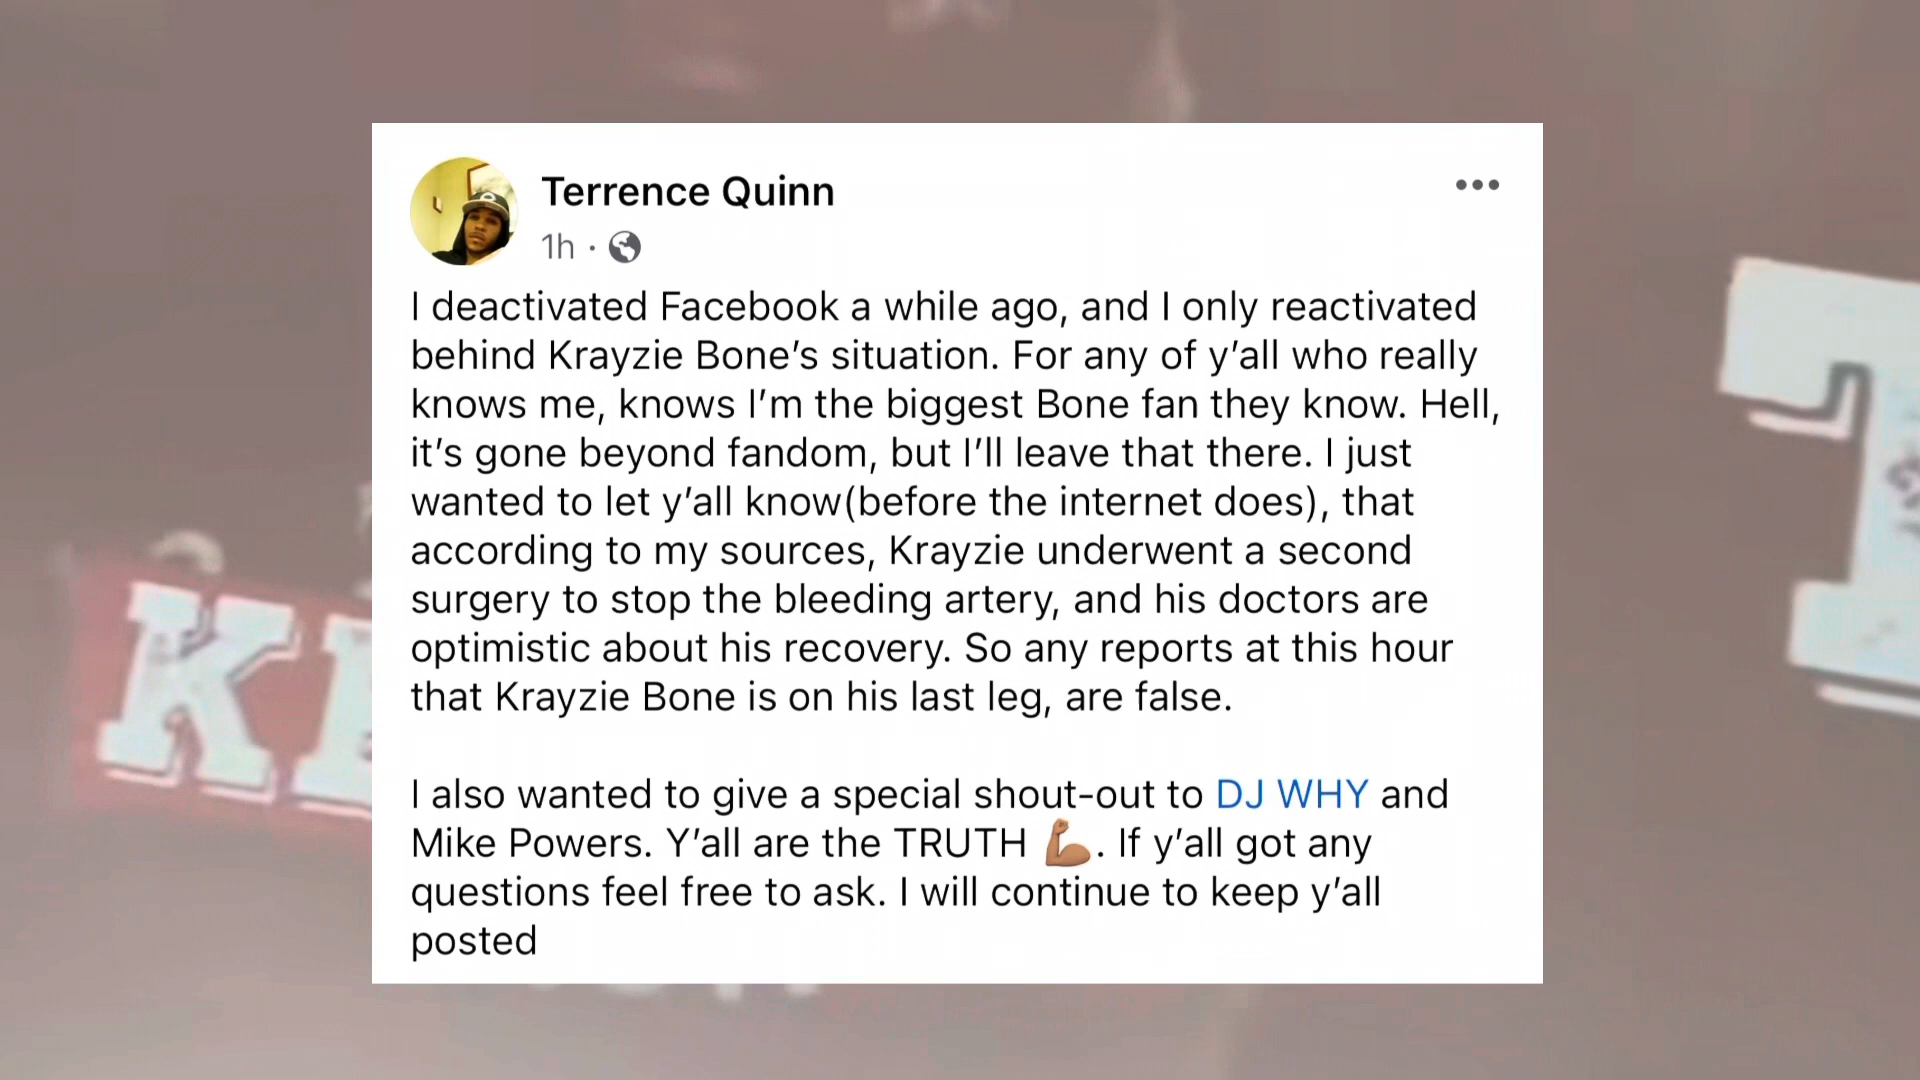 Terrence Quinn
1h ·
I deactivated Facebook a while ago, and I only reactivated
behind Krayzie Bone’s situation. For any of y’all who really
knows me, knows I’m the biggest Bone fan they know. Hell,
it’s gone beyond fandom, but I’ll leave that there. I just
wanted to let y’all know(before the internet does), that
according to my sources, Krayzie underwent a second
surgery to stop the bleeding artery, and his doctors are
optimistic about his recovery. So any reports at this hour
that Krayzie Bone is on his last leg, are false.
I also wanted to give a special shout-out to DJ WHY and
Mike Powers. Y’all are the TRUTH 💪🏽. If y’all got any
questions feel free to ask. I will continue to keep y’all
posted